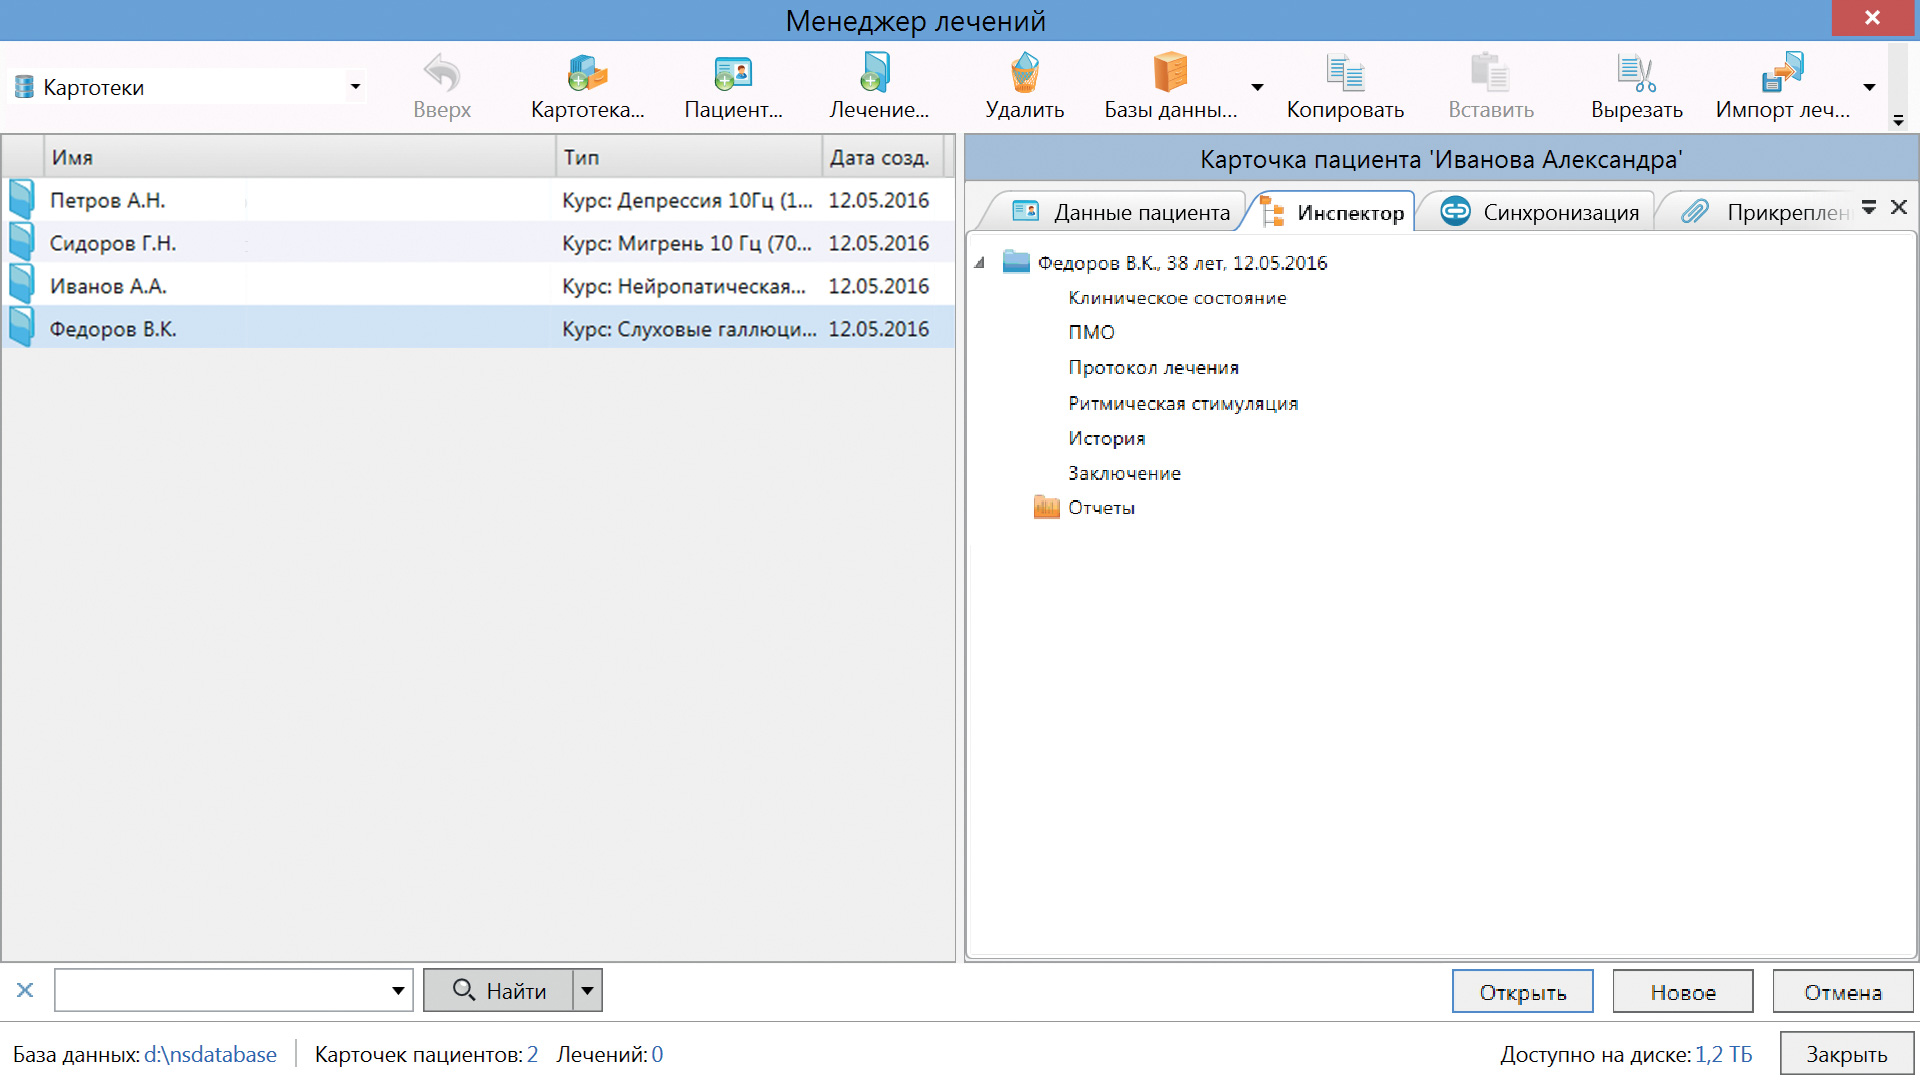 Менеджер лечений
Картотеки
Вверх
Картотека...
Пациент...
Лечение...
Удалить
Базы данны...
Копировать
Вставить
Вырезать
Импорт леч...
Имя Тип Дата созд.
Петров А.Н. Курс: Депрессия 10Гц (1... 12.05.2016
Сидоров Г.Н. Курс: Мигрень 10 Гц (70... 12.05.2016
Иванов А.А. Курс: Нейропатическая... 12.05.2016
Федоров В.К. Курс: Слуховые галлюци... 12.05.2016
Карточка пациента 'Иванова Александра'
Данные пациента
Инспектор
Синхронизация
Прикреплен
Федоров В.К., 38 лет, 12.05.2016
Клиническое состояние
ПМО
Протокол лечения
Ритмическая стимуляция
История
Заключение
Отчеты
Найти
Открыть
Новое
Отмена
База данных: d:\nsdatabase
Карточек пациентов: 2
Лечений: 0
Доступно на диске: 1,2 ТБ
Закрыть